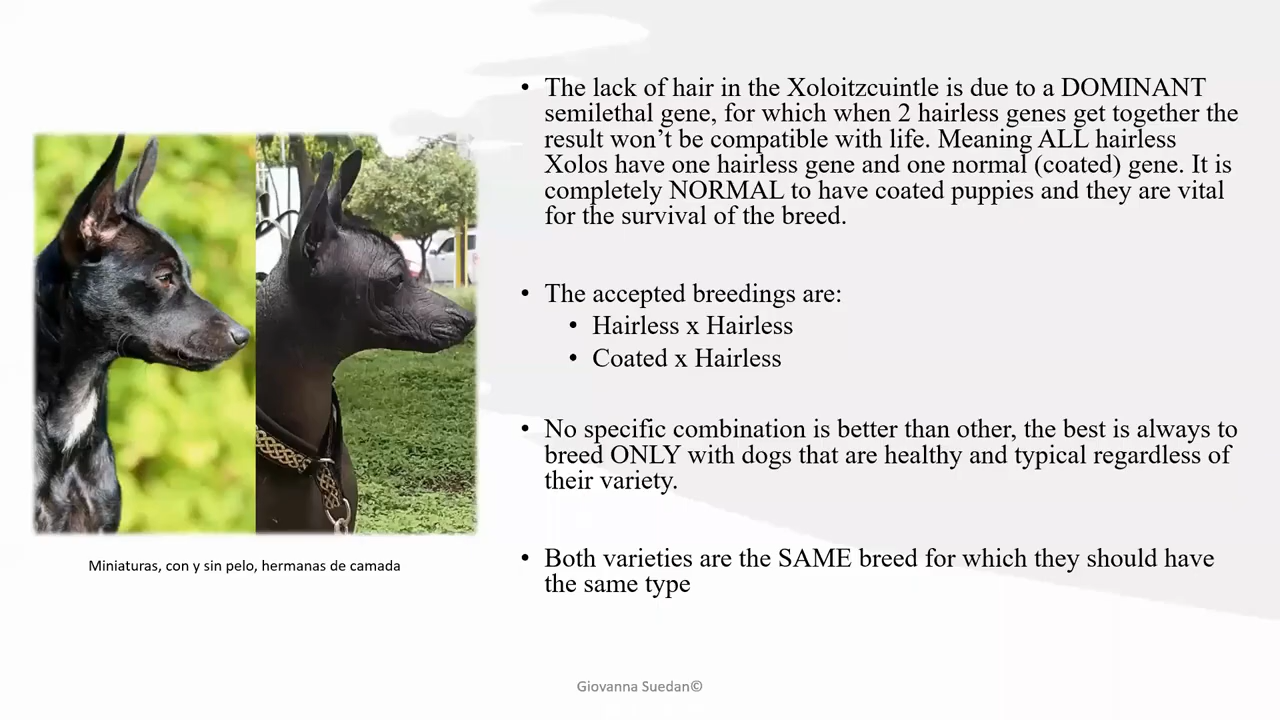 • The lack of hair in the Xoloitzcuintle is due to a DOMINANT
semilethal gene, for which when 2 hairless genes get together the
result won't be compatible with life. Meaning ALL hairless
Xolos have one hairless gene and one normal (coated) gene. It is
completely NORMAL to have coated puppies and they are vital
for the survival of the breed.
• The accepted breedings are:
• Hairless x Hairless
• Coated x Hairless
• No specific combination is better than other, the best is always to
breed ONLY with dogs that are healthy and typical regardless of
their variety.
• Both varieties are the SAME breed for which they should have
the same type
Miniaturas, con y sin pelo, hermanas de camada
Giovanna Suedan©